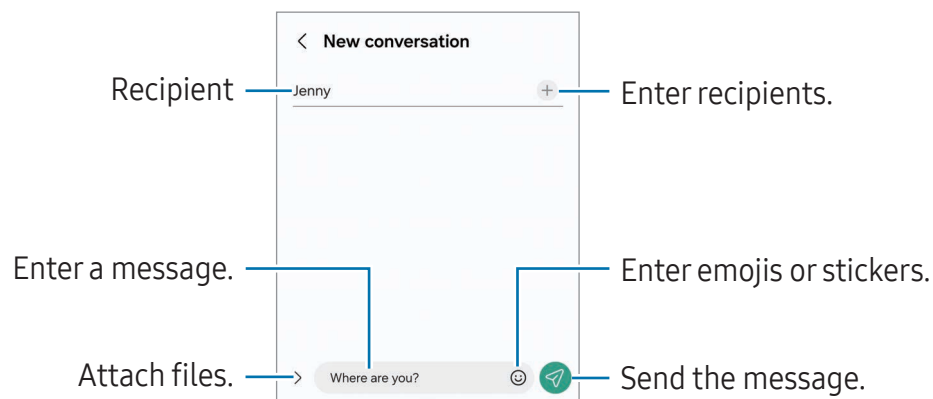 New conversation
Recipient
Jenny
Enter recipients.
Enter a message.
Enter emojis or stickers.
Attach files.
Where are you?
Send the message.